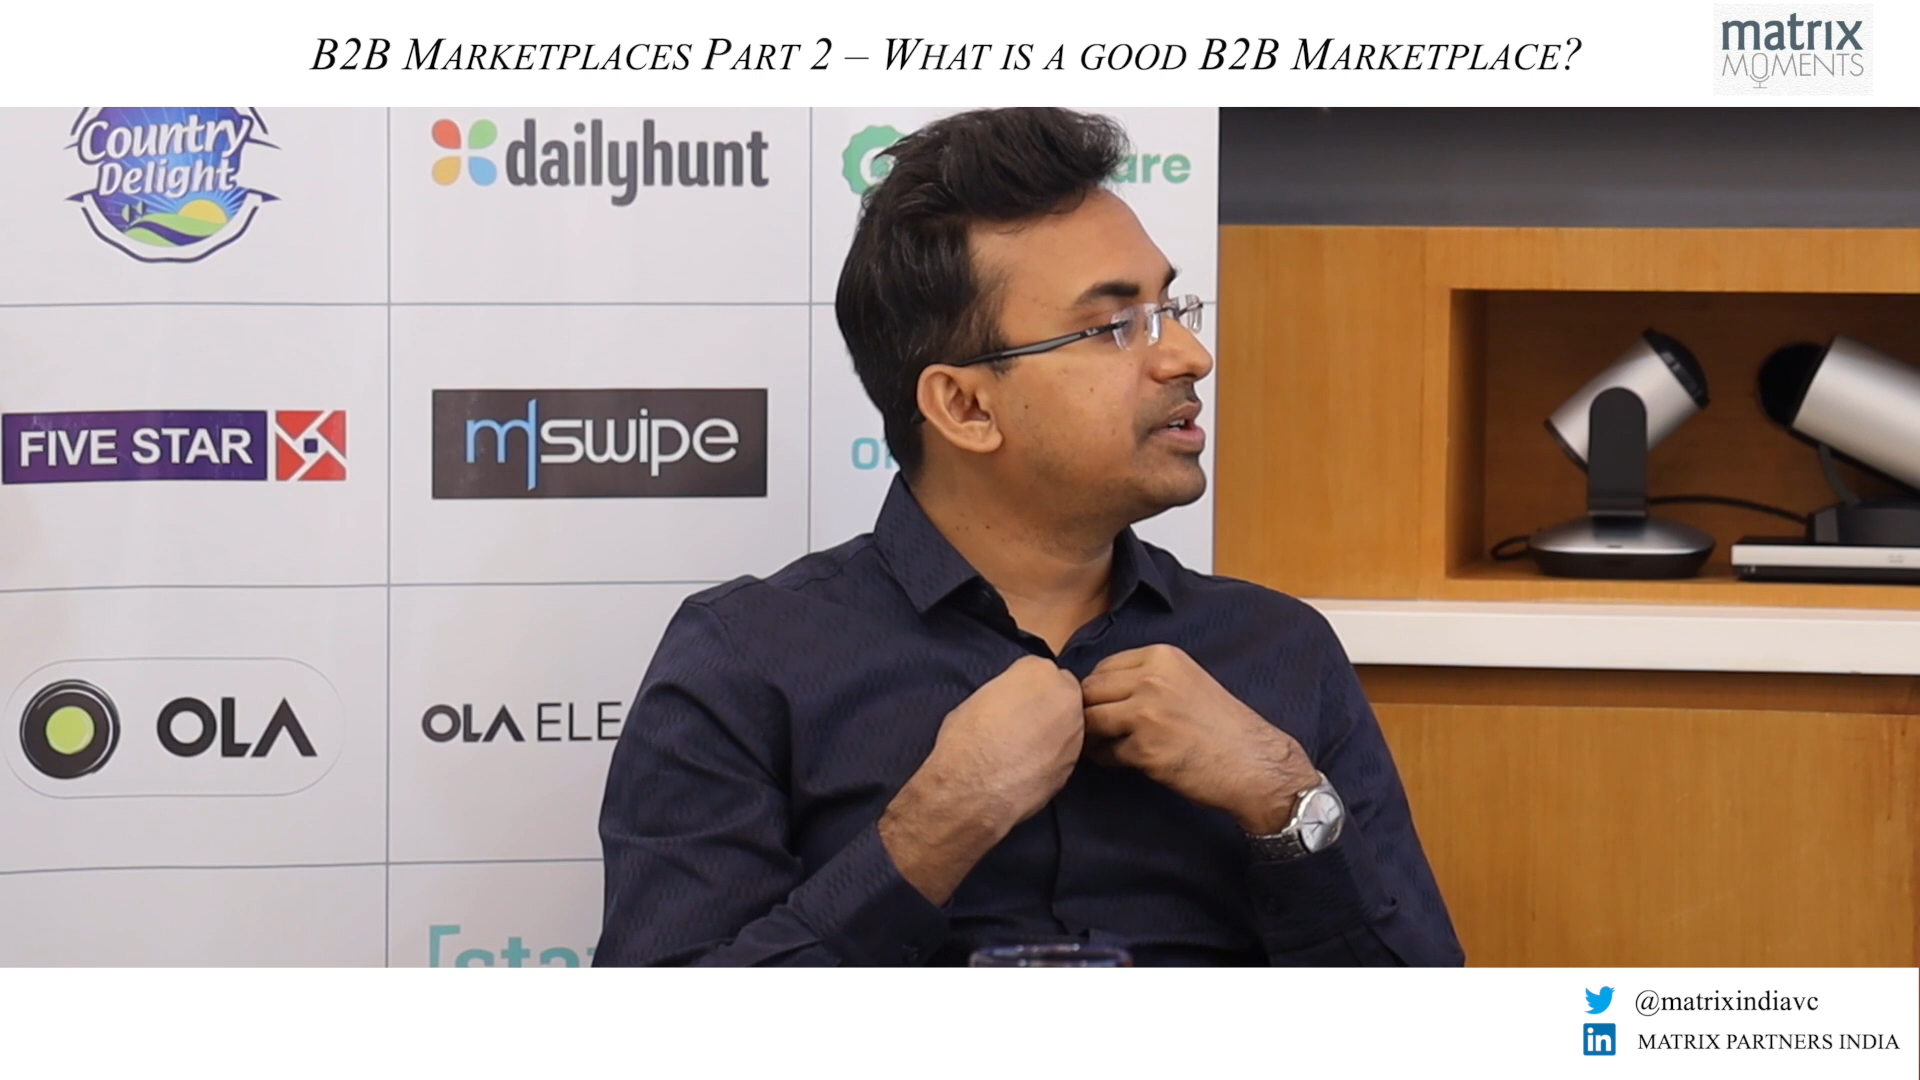 B2B MARKETPLACES PART 2 – WHAT IS A GOOD B2B MARKETPLACE?
matrix
MOMENTS
Country
Delight
dailyhunt
are
FIVE STAR
mswipe
OLA
OLA ELE
@matrixindiavc
in
MATRIX PARTNERS INDIA